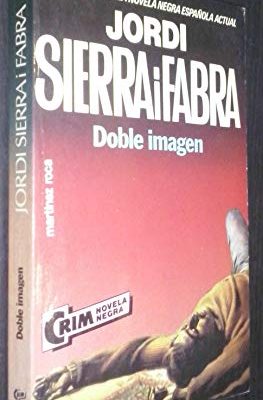 NOVELA NEGRA ESPAÑOLA ACTUAL
JORDI
SIERRA i FABRA
Doble imagen
martínez roca
CRIM
NOVELA
NEGRA
JORDI SIERRA i FABRA
Doble imagen